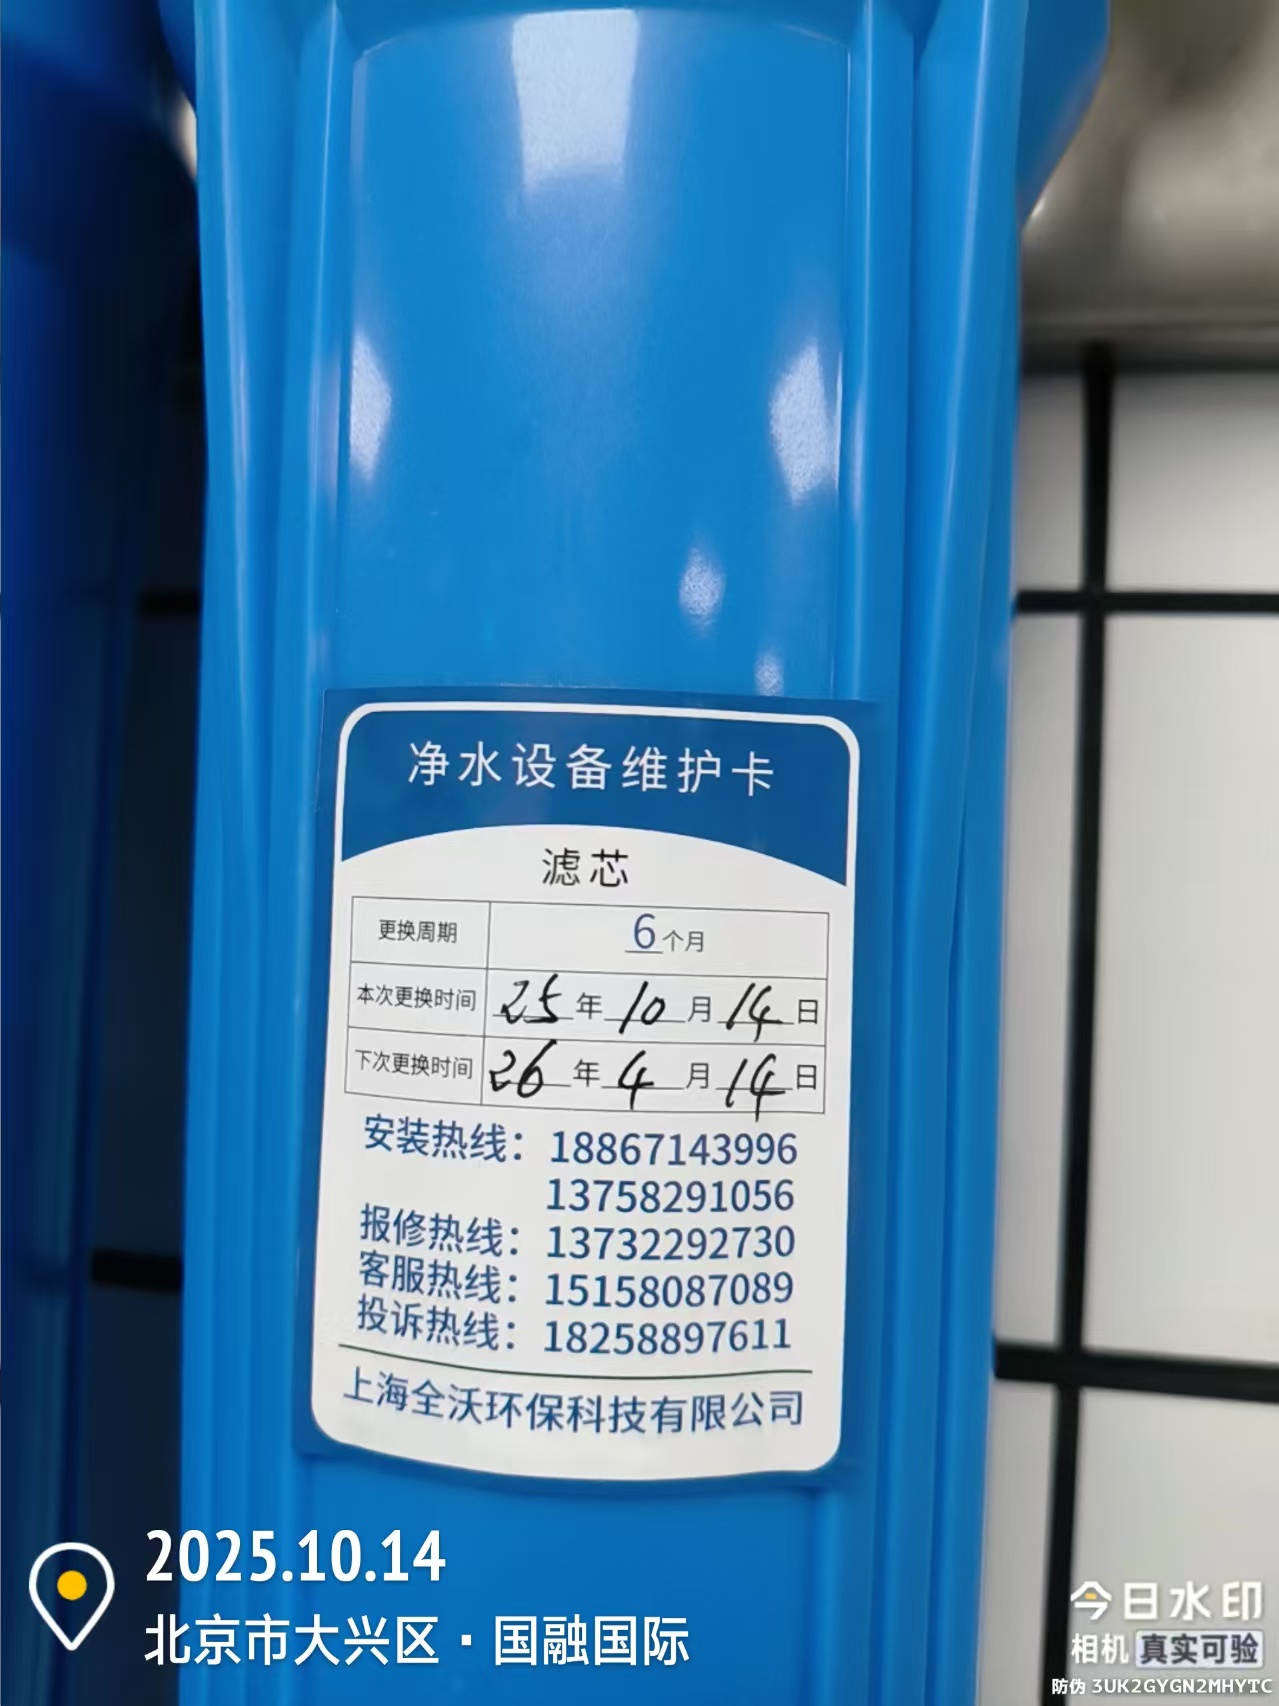 净水设备维护卡
滤芯
更换周期 6个月
本次更换时间 25年10月14日
下次更换时间 26年4月14日
安装热线：18867143996
13758291056
报修热线：13732292730
客服热线：15158087089
投诉热线：18258897611
上海全沃环保科技有限公司
2025.10.14
北京市大兴区·国融国际
今日水印
相机 真实可验
防伪 3UK2GYGN2MHYTC